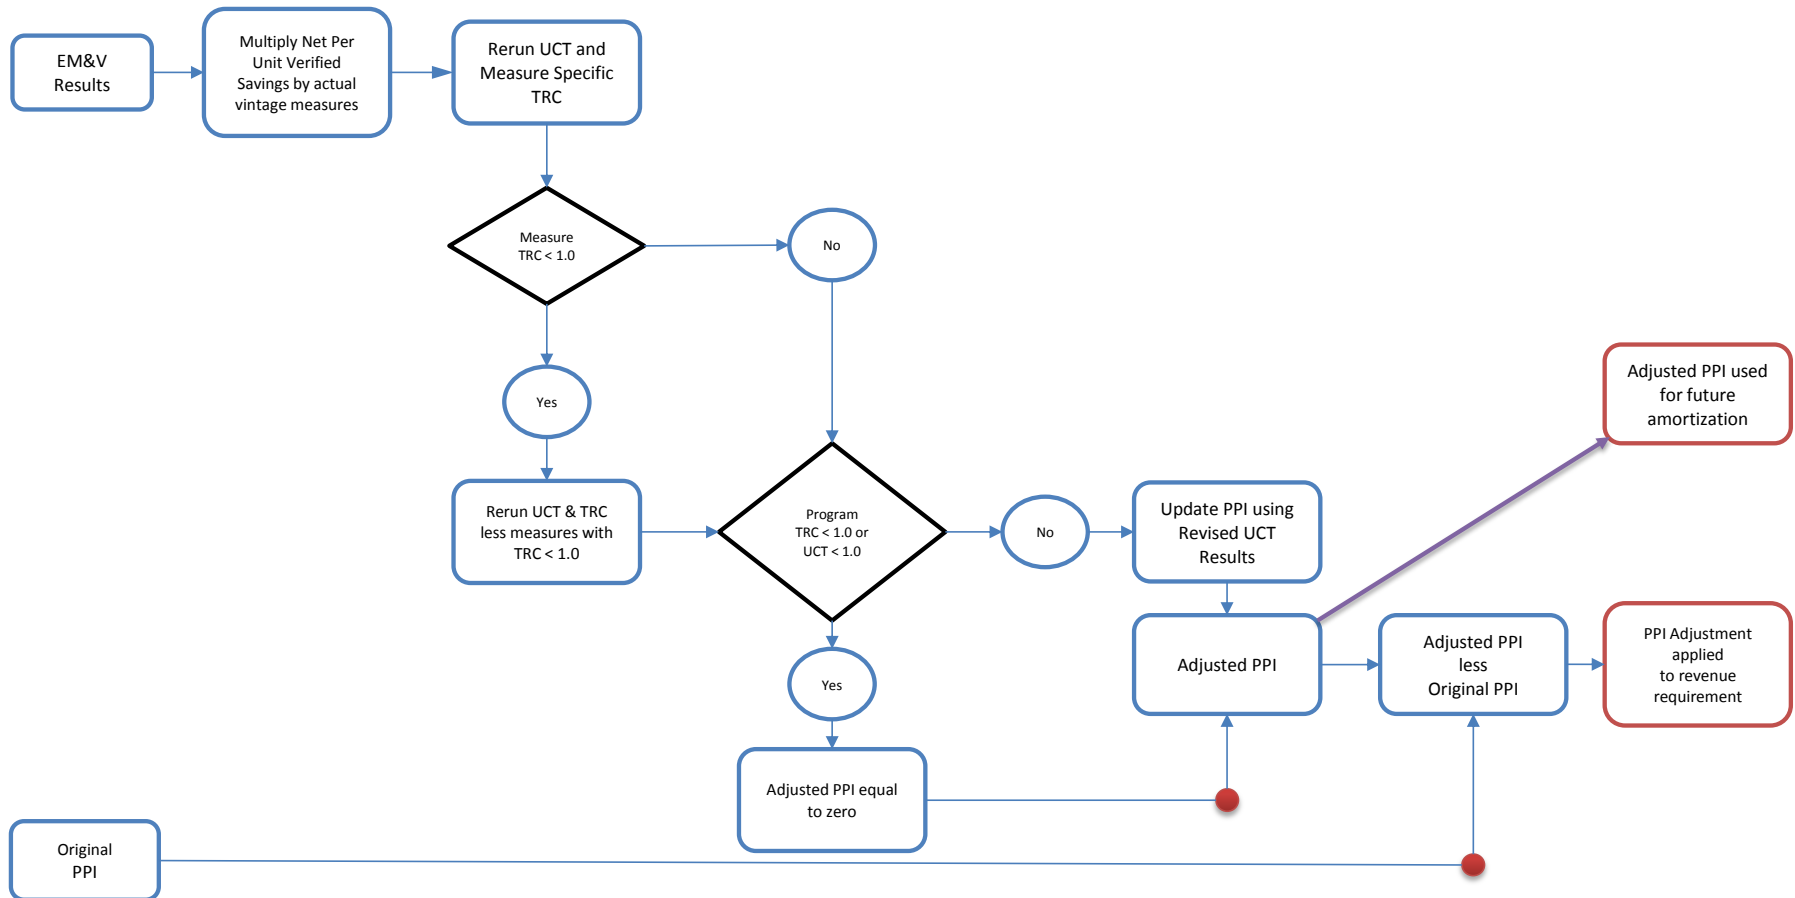 EM&V
Results
Multiply Net Per
Unit Verified
Savings by actual
vintage measures
Rerun UCT and
Measure Specific
TRC
Measure
TRC < 1.0
No
Yes
Rerun UCT & TRC
less measures with
TRC < 1.0
Program
TRC < 1.0 or
UCT < 1.0
No
Update PPI using
Revised UCT
Results
Adjusted PPI used
for future
amortization
Adjusted PPI
Adjusted PPI
less
Original PPI
PPI Adjustment
applied
to revenue
requirement
Yes
Adjusted PPI equal
to zero
Original
PPI